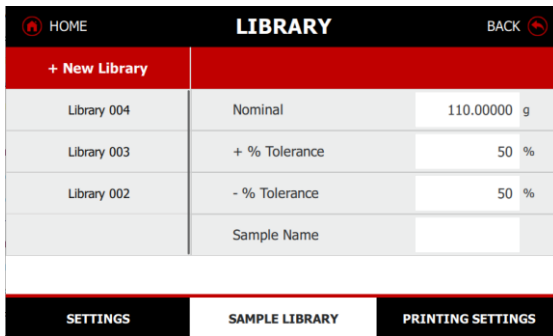 HOME LIBRARY BACK
+ New Library
Library 004 Nominal 110.00000 g
Library 003 + % Tolerance 50 %
Library 002 - % Tolerance 50 %
Sample Name
SETTINGS SAMPLE LIBRARY PRINTING SETTINGS